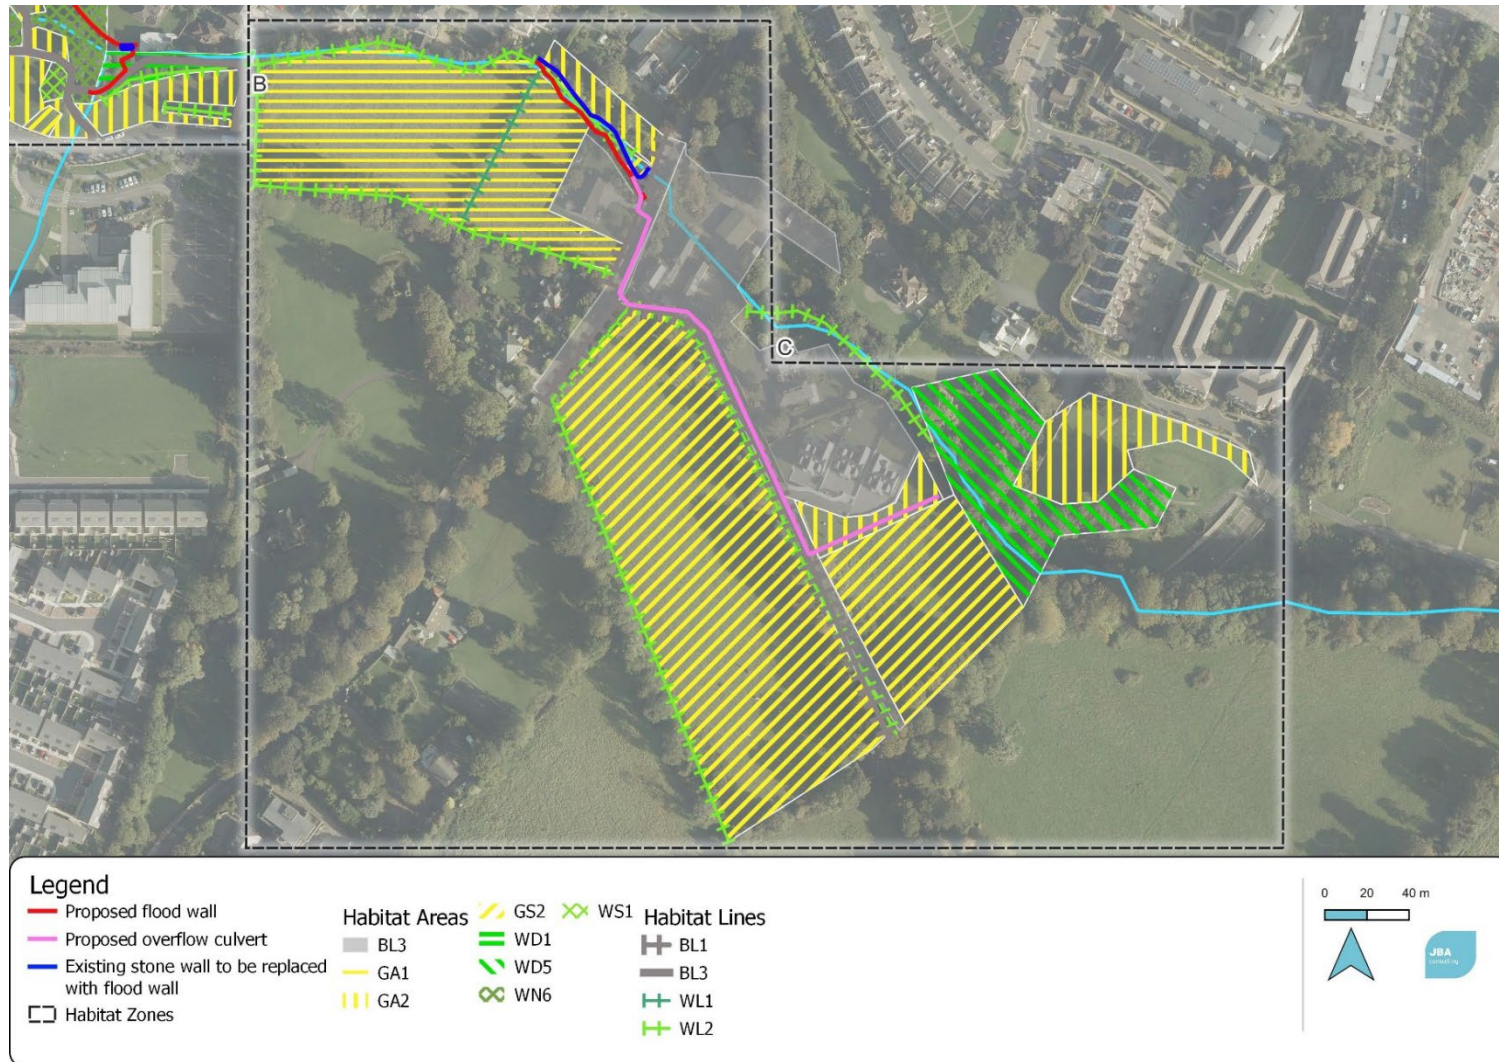 B
C
Legend
Proposed flood wall
Proposed overflow culvert
Existing stone wall to be replaced
with flood wall
Habitat Zones
Habitat Areas
BL3
GA1
GA2
GS2
WD1
WD5
WN6
WS1
Habitat Lines
BL1
BL3
WL1
WL2
0 20 40 m
JBA
consulting